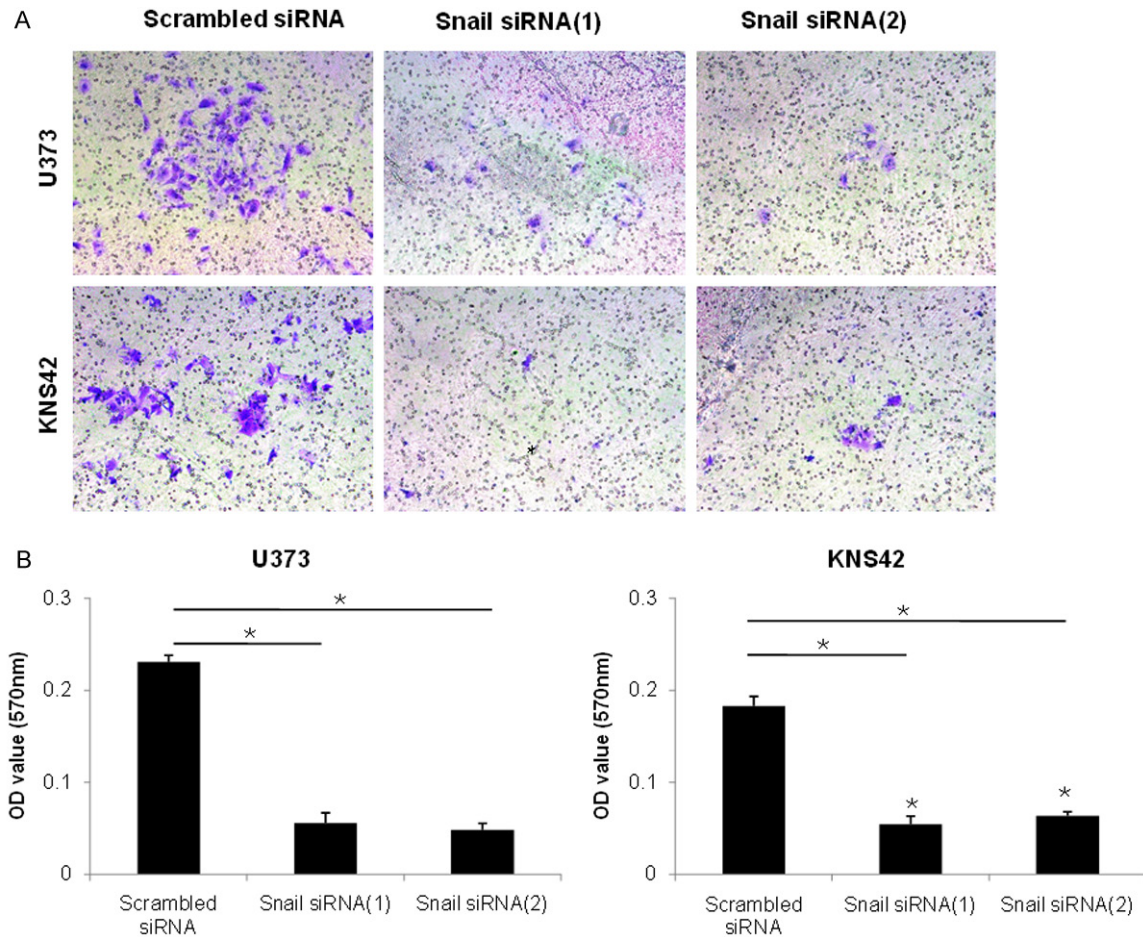 A
Scrambled siRNA
Snail siRNA(1)
Snail siRNA(2)
U373
KNS42
*
B
U373
OD value (570nm)
0.3
0.2
0.1
0
*
*
Scrambled
siRNA
Snail siRNA(1)
Snail siRNA(2)
KNS42
OD value (570nm)
0.3
0.2
0.1
0
*
*
*
*
Scrambled
siRNA
Snail siRNA(1)
Snail siRNA(2)